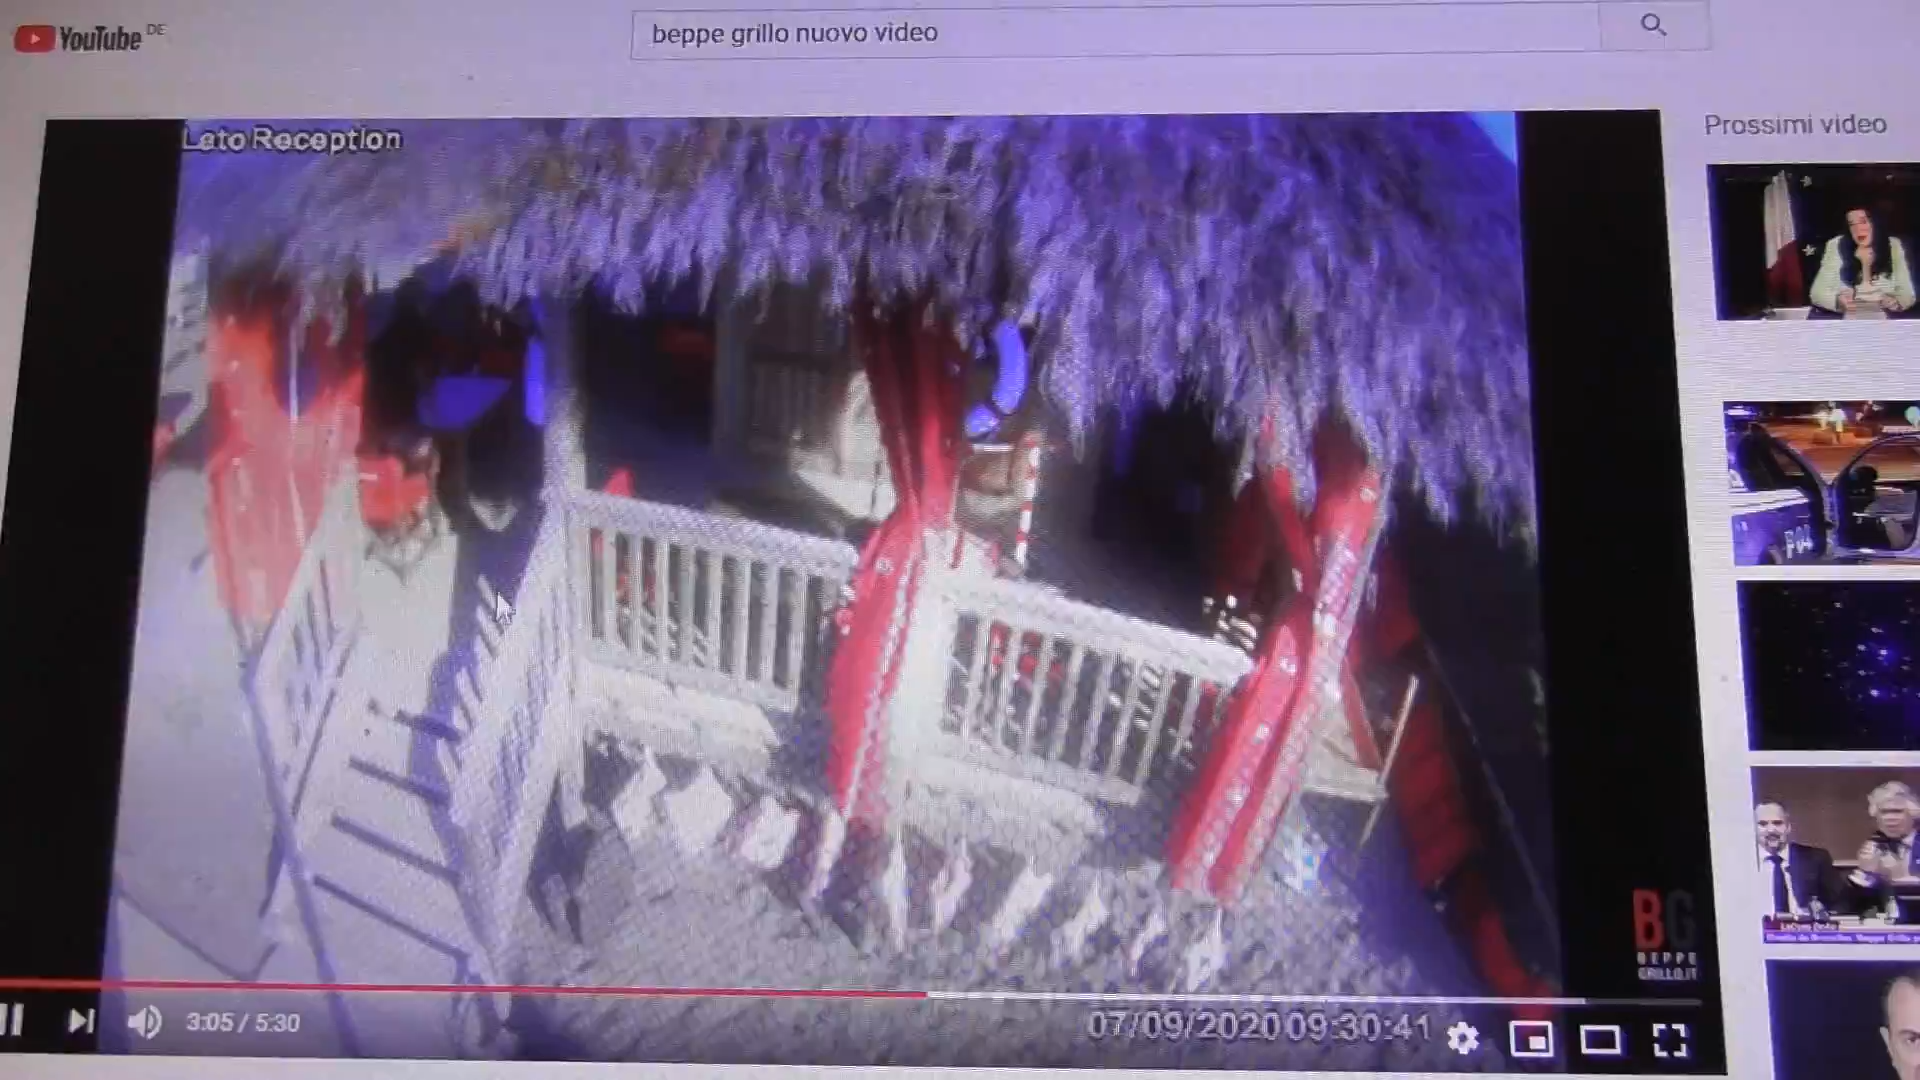 YouTube DE
beppe grillo nuovo video
Prossimi video
Lato Reception
BG
BEPPE
GRILLO.IT
3:05 / 5:30
07/09/2020 09:30:41